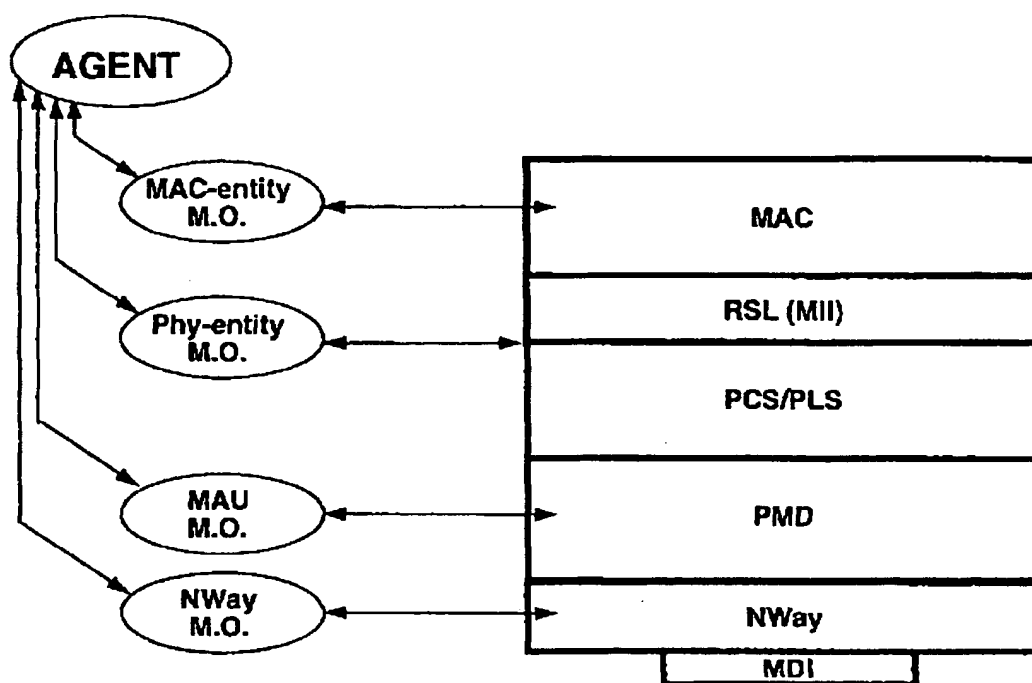 AGENT
MAC-entity
M.O.
MAC
RSL (MII)
Phy-entity
M.O.
PCS/PLS
MAU
M.O.
PMD
NWay
M.O.
NWay
MDI